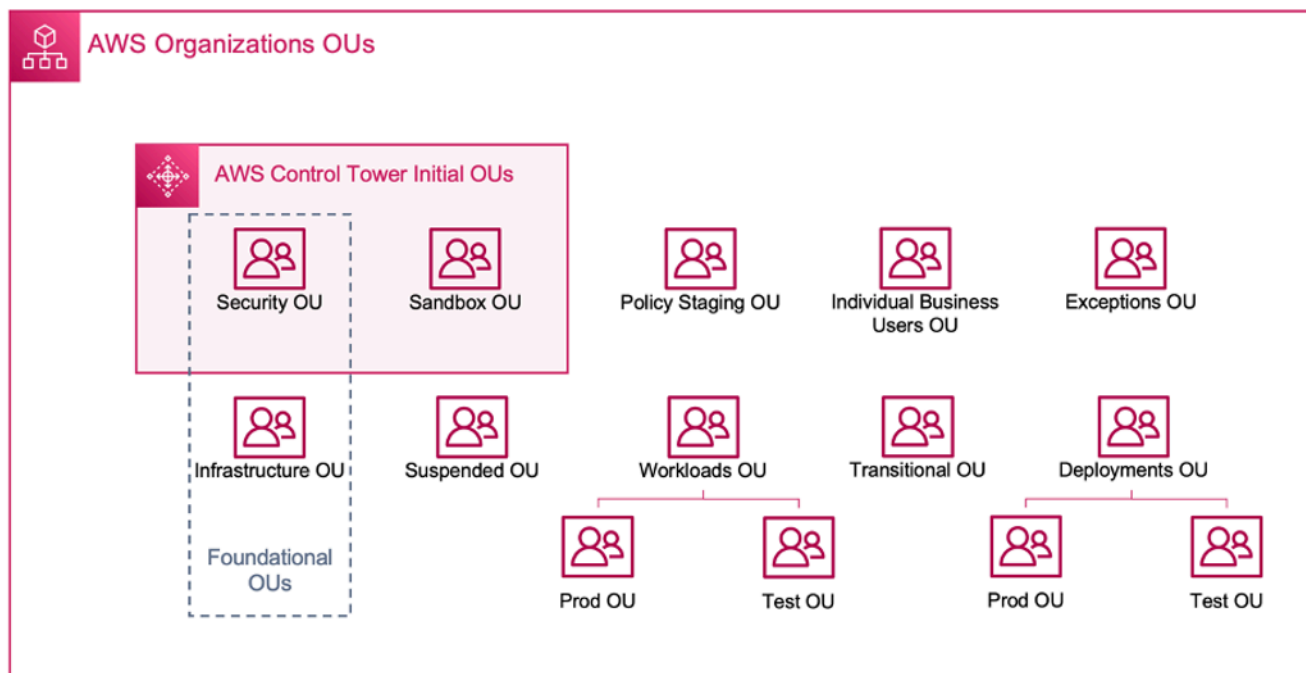 AWS Organizations OUs
AWS Control Tower Initial OUs
Security OU
Sandbox OU
Policy Staging OU
Individual Business
Users OU
Exceptions OU
Infrastructure OU
Suspended OU
Workloads OU
Transitional OU
Deployments OU
Foundational
OUs
Prod OU
Test OU
Prod OU
Test OU